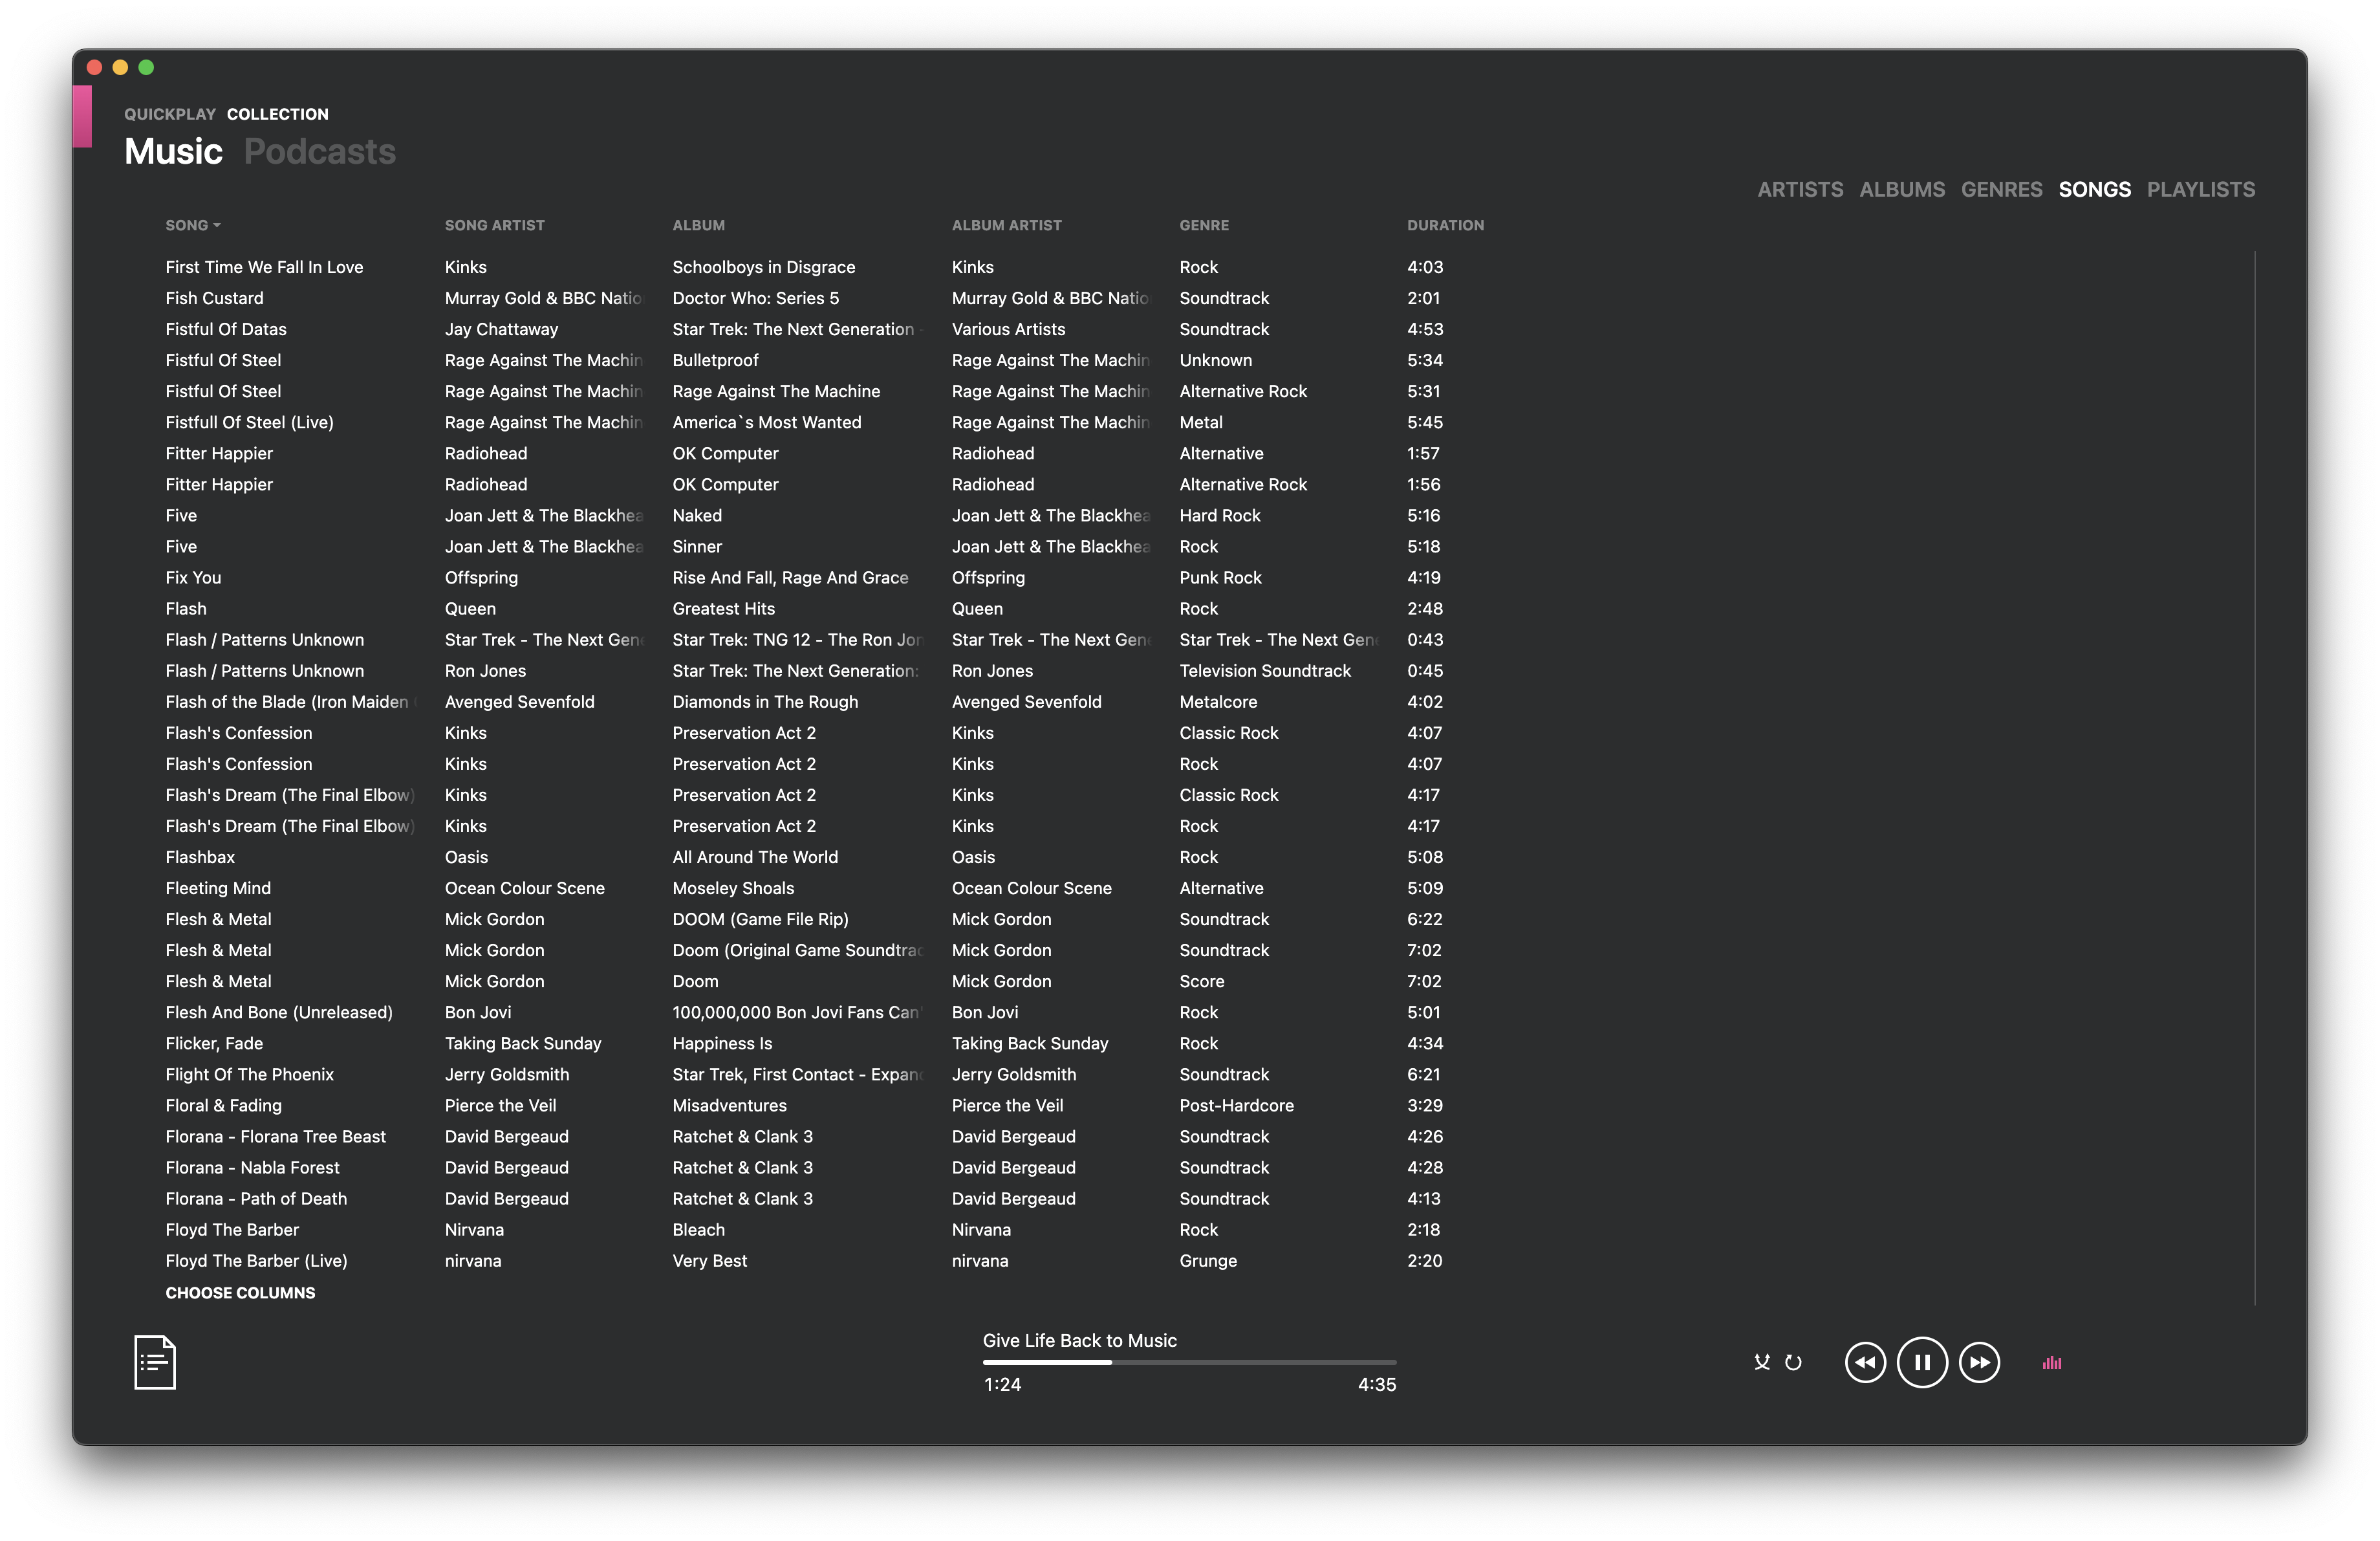 QUICKPLAY COLLECTION
Music Podcasts
ARTISTS ALBUMS GENRES SONGS PLAYLISTS
SONG SONG ARTIST ALBUM ALBUM ARTIST GENRE DURATION
First Time We Fall In Love Kinks Schoolboys in Disgrace Kinks Rock 4:03
Fish Custard Murray Gold & BBC Natio Doctor Who: Series 5 Murray Gold & BBC Natio Soundtrack 2:01
Fistful Of Datas Jay Chattaway Star Trek: The Next Generation - Various Artists Soundtrack 4:53
Fistful Of Steel Rage Against The Machin Bulletproof Rage Against The Machin Unknown 5:34
Fistful Of Steel Rage Against The Machin Rage Against The Machine Rage Against The Machin Alternative Rock 5:31
Fistfull Of Steel (Live) Rage Against The Machin America`s Most Wanted Rage Against The Machin Metal 5:45
Fitter Happier Radiohead OK Computer Radiohead Alternative 1:57
Fitter Happier Radiohead OK Computer Radiohead Alternative Rock 1:56
Five Joan Jett & The Blackhea Naked Joan Jett & The Blackhea Hard Rock 5:16
Five Joan Jett & The Blackhea Sinner Joan Jett & The Blackhea Rock 5:18
Fix You Offspring Rise And Fall, Rage And Grace Offspring Punk Rock 4:19
Flash Queen Greatest Hits Queen Rock 2:48
Flash / Patterns Unknown Star Trek - The Next Gene Star Trek: TNG 12 - The Ron Jon Star Trek - The Next Gene Star Trek - The Next Gene 0:43
Flash / Patterns Unknown Ron Jones Star Trek: The Next Generation: Ron Jones Television Soundtrack 0:45
Flash of the Blade (Iron Maiden Avenged Sevenfold Diamonds in The Rough Avenged Sevenfold Metalcore 4:02
Flash's Confession Kinks Preservation Act 2 Kinks Classic Rock 4:07
Flash's Confession Kinks Preservation Act 2 Kinks Rock 4:07
Flash's Dream (The Final Elbow) Kinks Preservation Act 2 Kinks Classic Rock 4:17
Flash's Dream (The Final Elbow) Kinks Preservation Act 2 Kinks Rock 4:17
Flashbax Oasis All Around The World Oasis Rock 5:08
Fleeting Mind Ocean Colour Scene Moseley Shoals Ocean Colour Scene Alternative 5:09
Flesh & Metal Mick Gordon DOOM (Game File Rip) Mick Gordon Soundtrack 6:22
Flesh & Metal Mick Gordon Doom (Original Game Soundtrac Mick Gordon Soundtrack 7:02
Flesh & Metal Mick Gordon Doom Mick Gordon Score 7:02
Flesh And Bone (Unreleased) Bon Jovi 100,000,000 Bon Jovi Fans Can' Bon Jovi Rock 5:01
Flicker, Fade Taking Back Sunday Happiness Is Taking Back Sunday Rock 4:34
Flight Of The Phoenix Jerry Goldsmith Star Trek, First Contact - Expand Jerry Goldsmith Soundtrack 6:21
Floral & Fading Pierce the Veil Misadventures Pierce the Veil Post-Hardcore 3:29
Florana - Florana Tree Beast David Bergeaud Ratchet & Clank 3 David Bergeaud Soundtrack 4:26
Florana - Nabla Forest David Bergeaud Ratchet & Clank 3 David Bergeaud Soundtrack 4:28
Florana - Path of Death David Bergeaud Ratchet & Clank 3 David Bergeaud Soundtrack 4:13
Floyd The Barber Nirvana Bleach Nirvana Rock 2:18
Floyd The Barber (Live) nirvana Very Best nirvana Grunge 2:20
CHOOSE COLUMNS
Give Life Back to Music
1:24 4:35